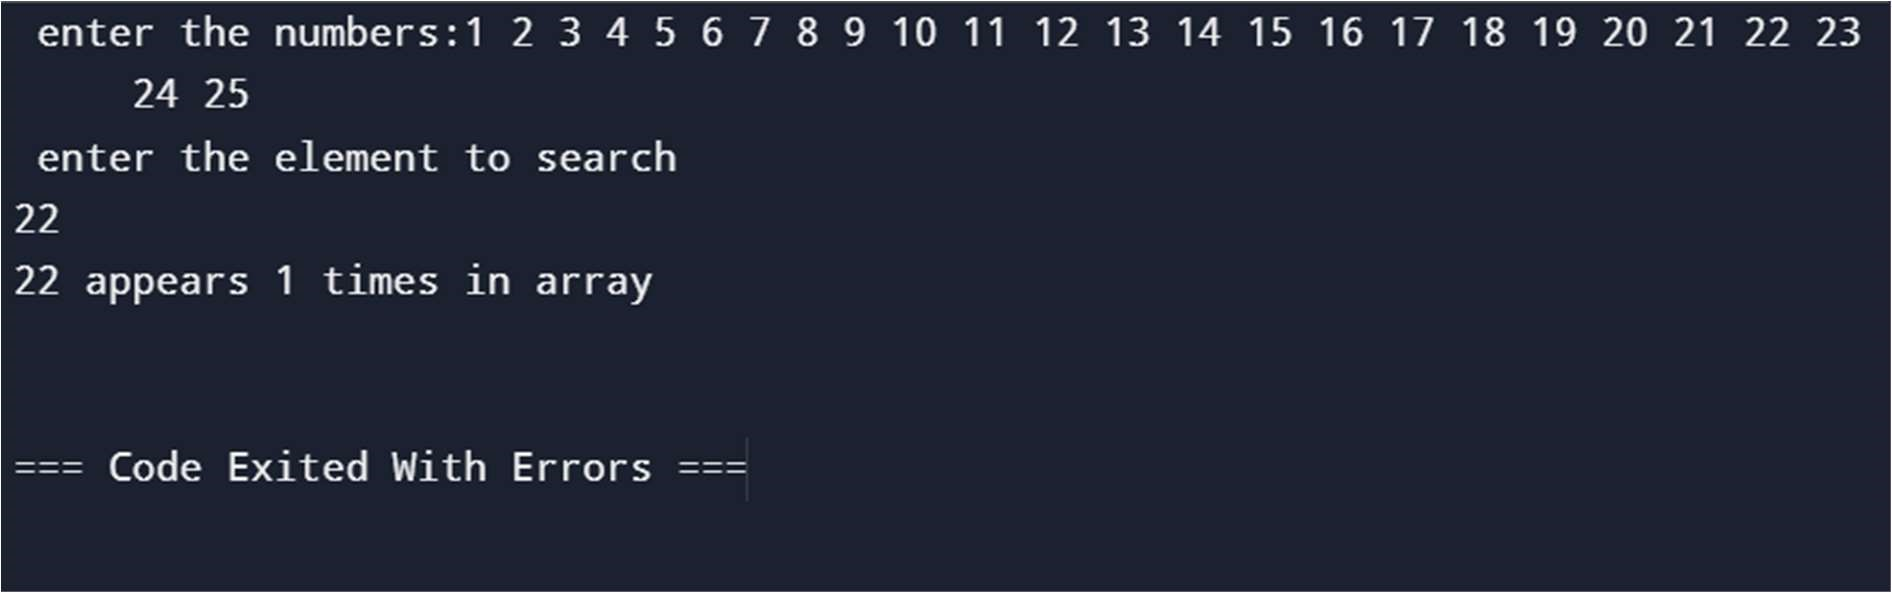 enter the numbers:1 2 3 4 5 6 7 8 9 10 11 12 13 14 15 16 17 18 19 20 21 22 23
24 25
enter the element to search
22
22 appears 1 times in array
=== Code Exited With Errors ===